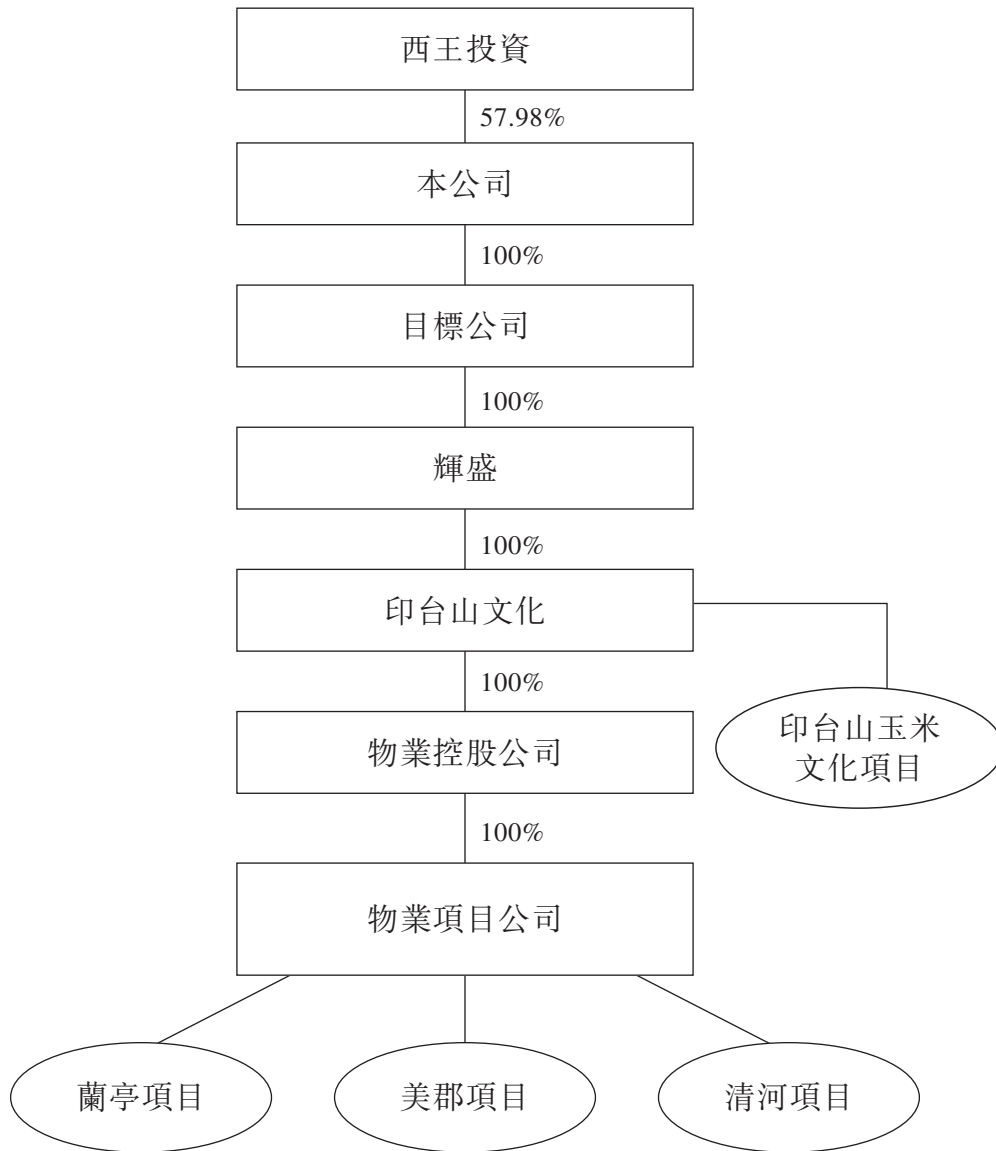 西王投資
57.98%
本公司
100%
目標公司
100%
輝盛
100%
印台山文化
100%
印台山玉米
文化項目
物業控股公司
100%
物業項目公司
蘭亭項目
美郡項目
清河項目